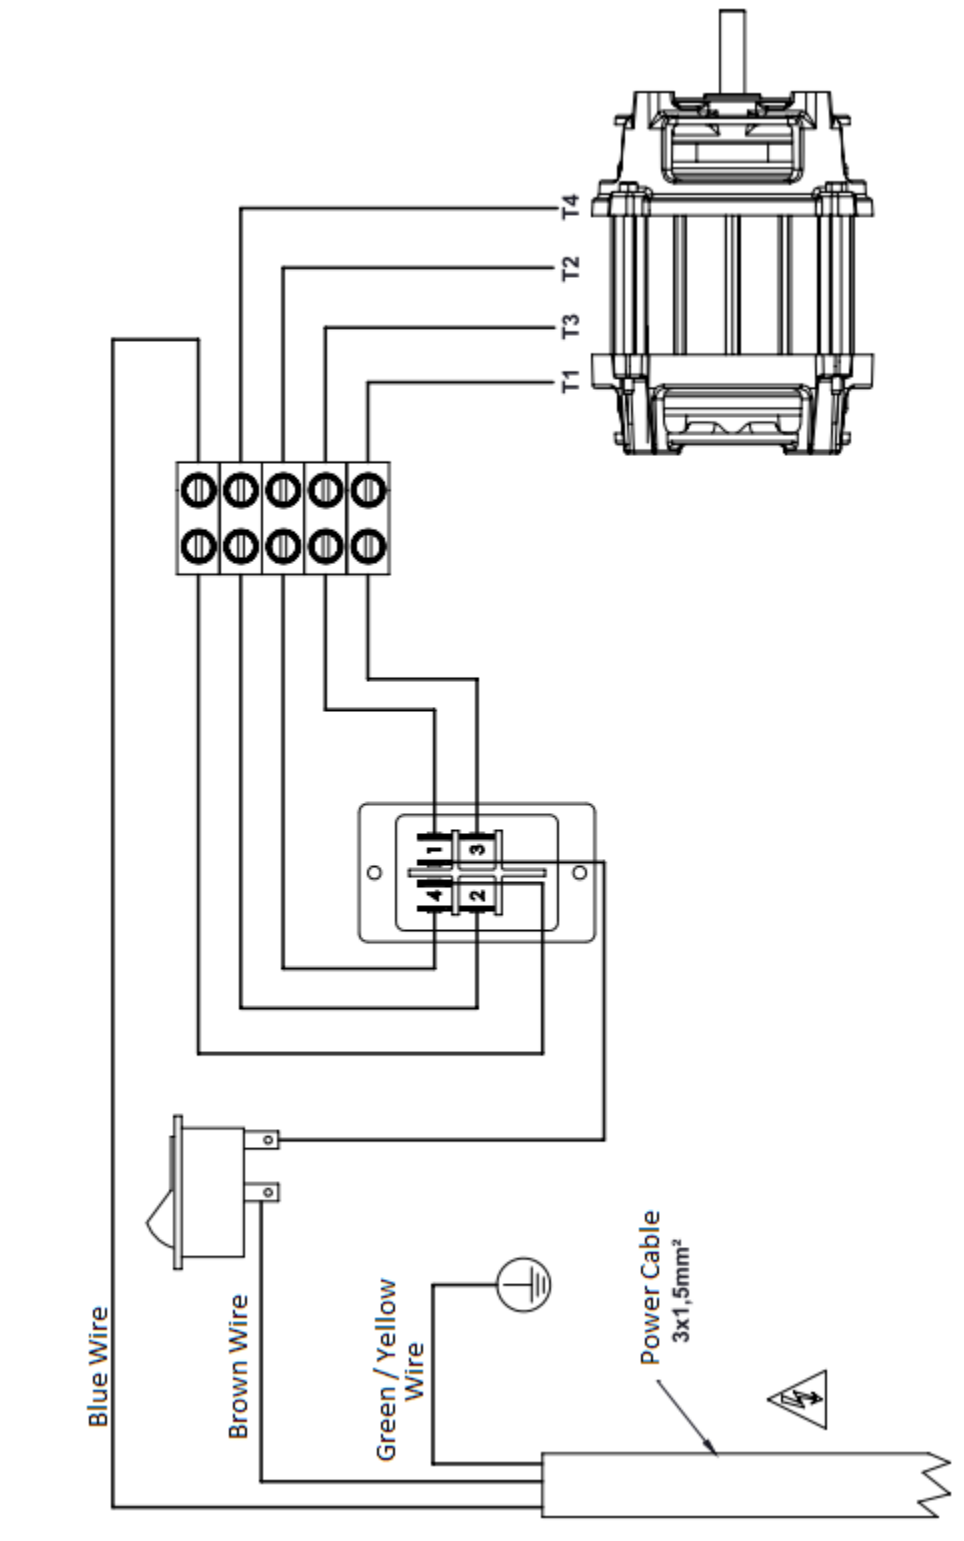 T4
T2
T3
T1
1
3
4
2
Blue Wire
Brown Wire
Green / Yellow
Wire
Power Cable
3x1,5mm²